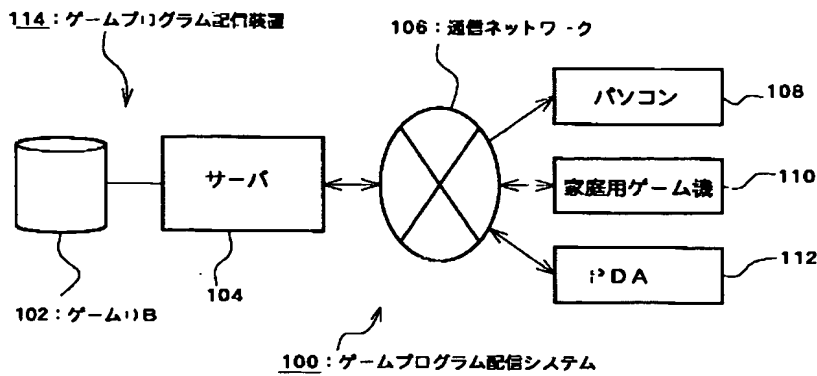 114：ゲームプログラム配信装置
106：通信ネットワーク
パソコン
108
サーバ
家庭用ゲーム機
110
PDA
112
104
102：ゲームDB
100：ゲームプログラム配信システム